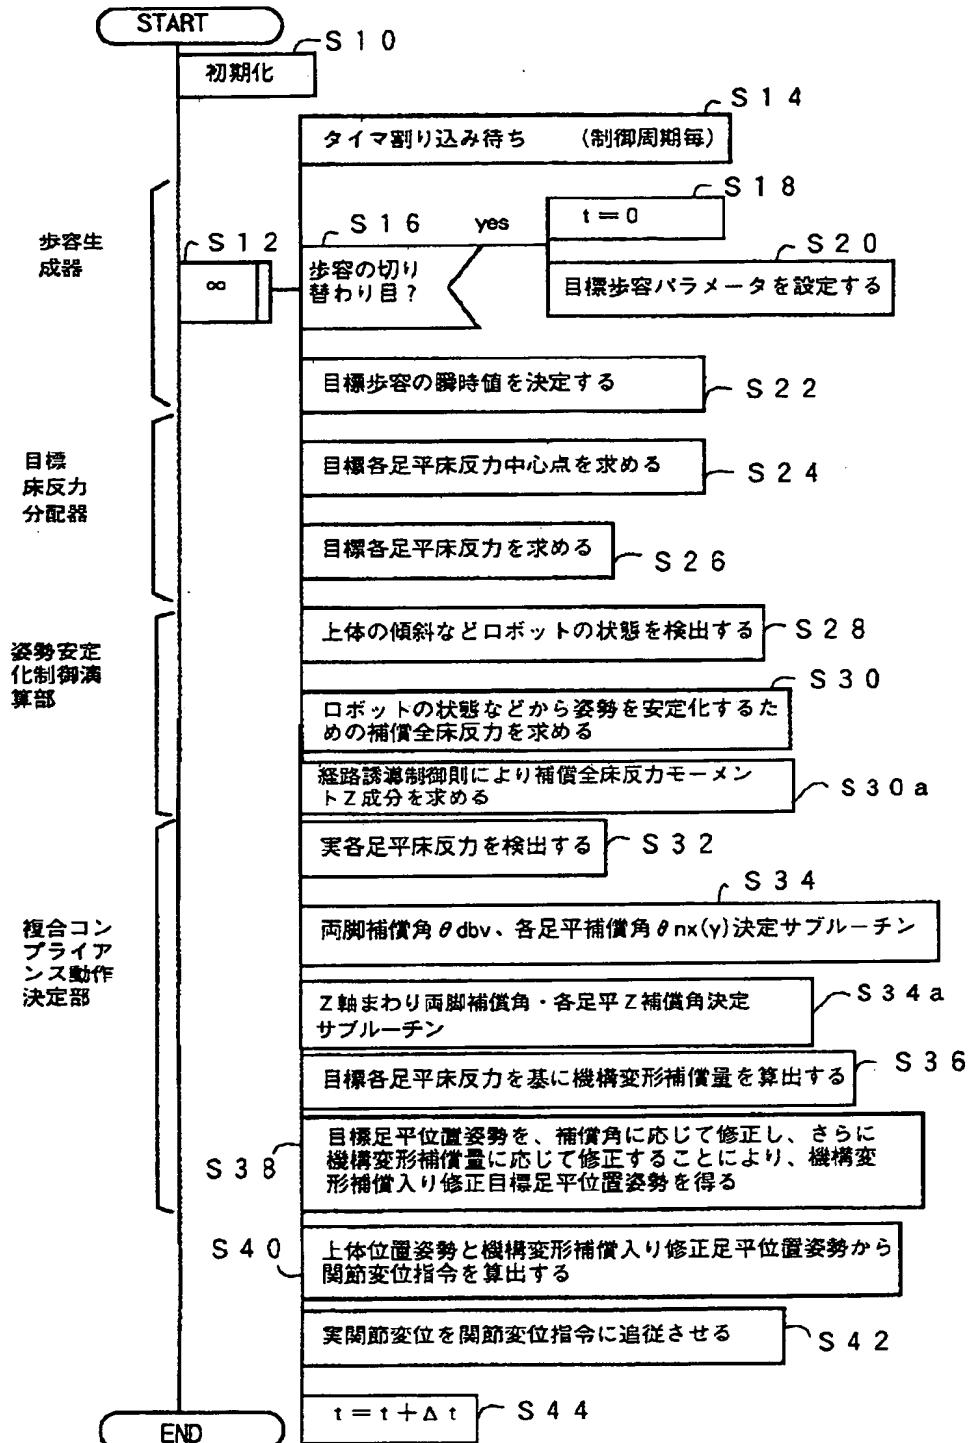 START
S10
初期化
S14
タイマ割り込み待ち (制御周期毎)
S18
t=0
S16
yes
S20
歩容生
成器
S12
∞
歩容の切り
替わり目?
目標歩容パラメータを設定する
目標歩容の瞬時値を決定する
S22
目標
床反力
分配器
目標各足平床反力中心点を求める
S24
目標各足平床反力を求める
S26
姿勢安定
化制御演
算部
上体の傾斜などロボットの状態を検出する
S28
S30
ロボットの状態などから姿勢を安定化するた
めの補償全床反力を求める
経路誘導制御則により補償全床反力モーメン
トZ成分を求める
S30a
実各足平床反力を検出する
S32
S34
複合コン
プライア
ンス動作
決定部
両脚補償角θdbv、各足平補償角θnx(y)決定サブルーチン
Z軸まわり両脚補償角・各足平Z補償角決定
サブルーチン
S34a
目標各足平床反力を基に機構変形補償量を算出する
S36
S38
目標足平位置姿勢を、補償角に応じて修正し、さらに
機構変形補償量に応じて修正することにより、機構変
形補償入り修正目標足平位置姿勢を得る
S40
上体位置姿勢と機構変形補償入り修正足平位置姿勢から
関節変位指令を算出する
実関節変位を関節変位指令に追従させる
S42
t=t+Δt
S44
END